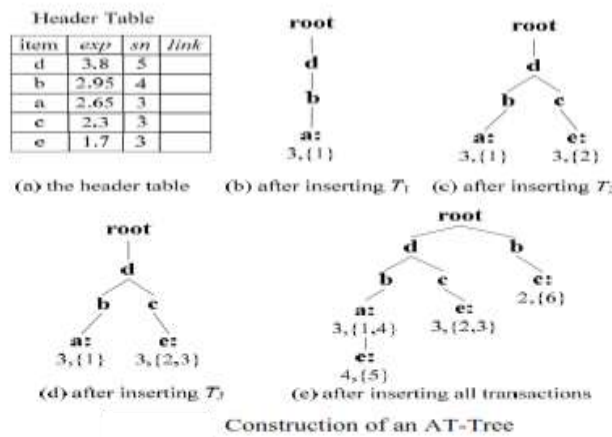 Header Table
item exp sn link
d 3.8 5
b 2.95 4
a 2.65 3
c 2.3 3
e 1.7 3
(a) the header table
root
d
b
a:
3,{1}
(b) after inserting T1
root
d
b c
a: e:
3,{1} 3,{2}
(c) after inserting T2
root
d
b c
a: e:
3,{1} 3,{2,3}
(d) after inserting T3
root
d b
b c e:
2,{6}
a: e:
3,{1,4} 3,{2,3}
e:
4,{5}
(e) after inserting all transactions
Construction of an AT-Tree